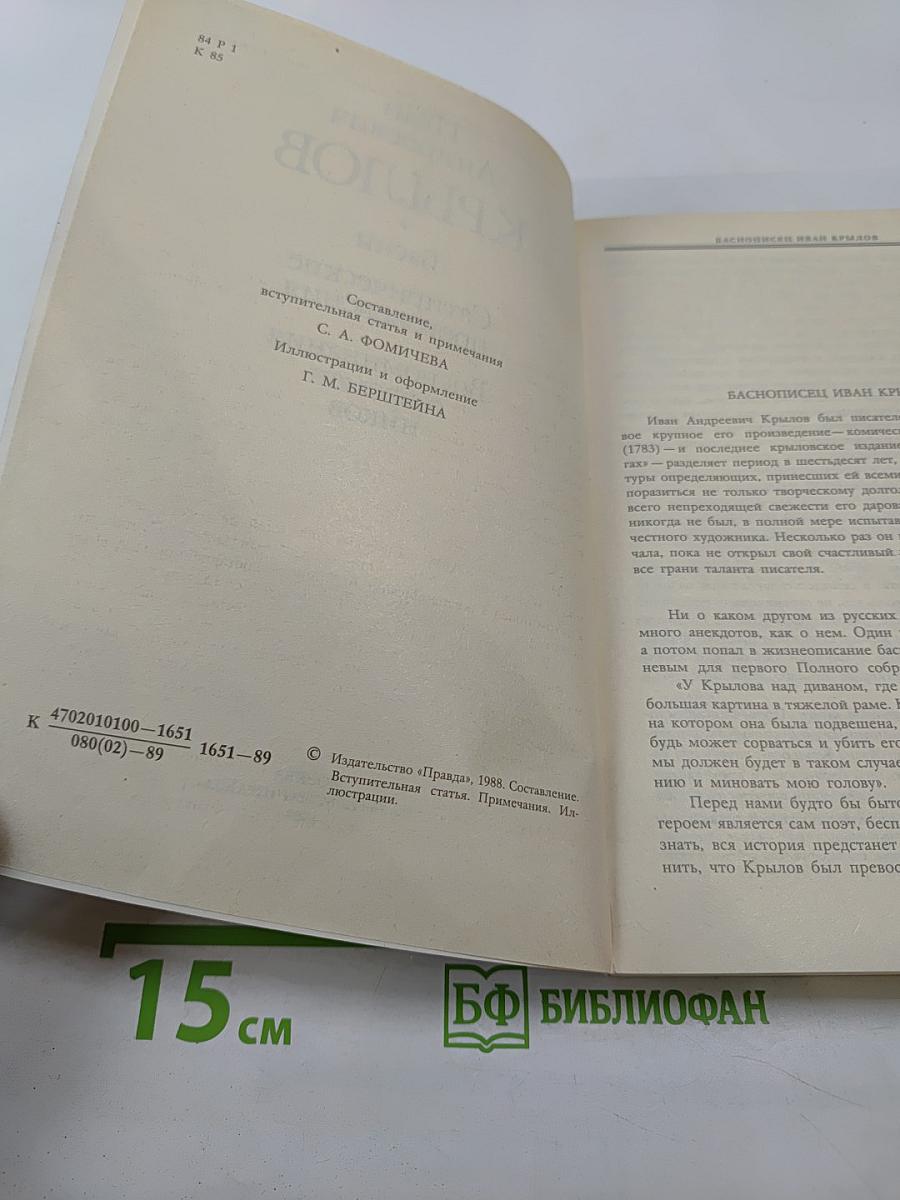 84 Р 1
К 85
Составление,
вступительная статья и примечания
С. А. ФОМИЧЕВА
Иллюстрации и оформление
Г. М. БЕРШТЕЙНА
К 4702010100—1651
080(02)—89
1651—89
© Издательство «Правда», 1988. Составление.
Вступительная статья. Примечания. Ил-
люстрации.
БАСНОПИСЕЦ ИВАН КРЫЛОВ
БАСНОПИСЕЦ ИВАН КРЫ
Иван Андреевич Крылов был писателе
вое крупное его произведение—комичес
(1783)—и последнее крыловское издание
гах»—разделяет период в шестьдесят лет,
туры определяющих, принесших ей всеми
поразиться не только творческому долго
всего непреходящей свежести его даров
никогда не был, в полной мере испытав
честного художника. Несколько раз он
чала, пока не открыл свой счастливый
все грани таланта писателя.
Ни о каком другом из русских
много анекдотов, как о нем. Один
а потом попал в жизнеописание бас
невым для первого Полного собр
«У Крылова над диваном, где
большая картина в тяжелой раме.
на котором она была подвешена,
будь может сорваться и убить его
мы должен будет в таком случае
нию и миновать мою голову».
Перед нами будто бы быто
героем является сам поэт, бесп
знать, вся история предстанет
нить, что Крылов был превос
15 см
БФ БИБЛИОФАН